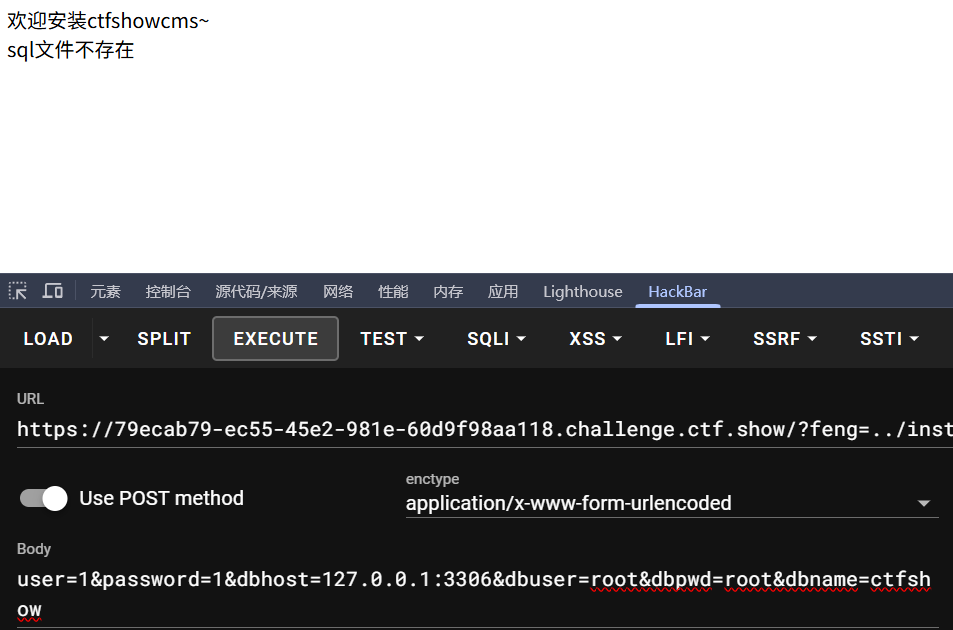 欢迎安装ctfshowcms~
sql文件不存在
元素 控制台 源代码/来源 网络 性能 内存 应用 Lighthouse HackBar
LOAD SPLIT EXECUTE TEST SQLI XSS LFI SSRF SSTI
URL
https://79ecab79-ec55-45e2-981e-60d9f98aa118.challenge.ctf.show/?feng=../inst
Use POST method
enctype
application/x-www-form-urlencoded
Body
user=1&password=1&dbhost=127.0.0.1:3306&dbuser=root&dbpwd=root&dbname=ctfsh
ow